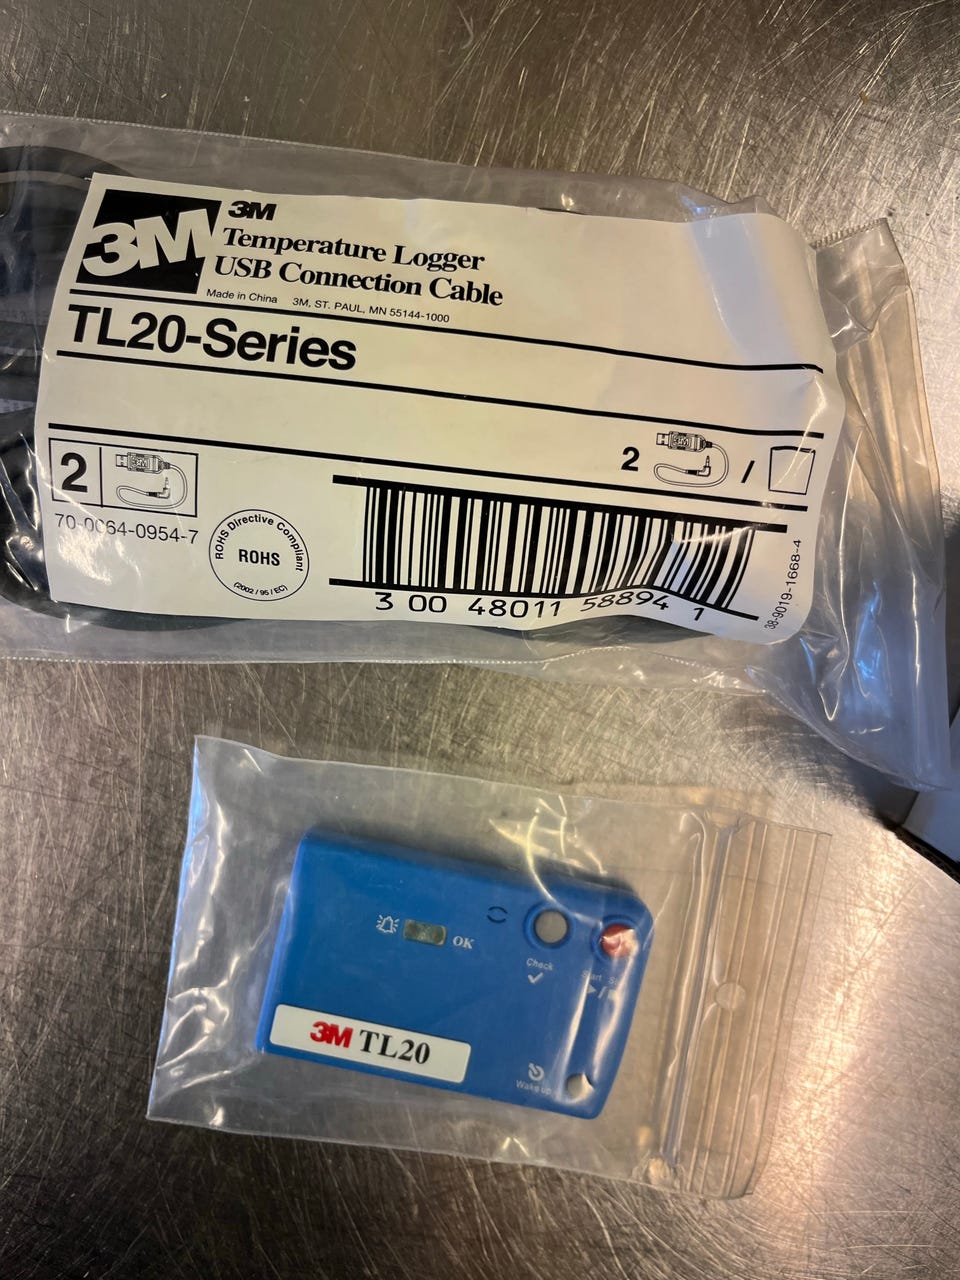 3M
3M
Temperature Logger
USB Connection Cable
Made in China 3M, ST. PAUL, MN 55144-1000
TL20-Series
2
2 /
70-0064-0954-7
ROHS Directive Compliant
ROHS
(2002 / 95 / EC)
3 00 48011 58894 1
38-9019-1668-4
OK
Check
Start
Wake up
3M TL20